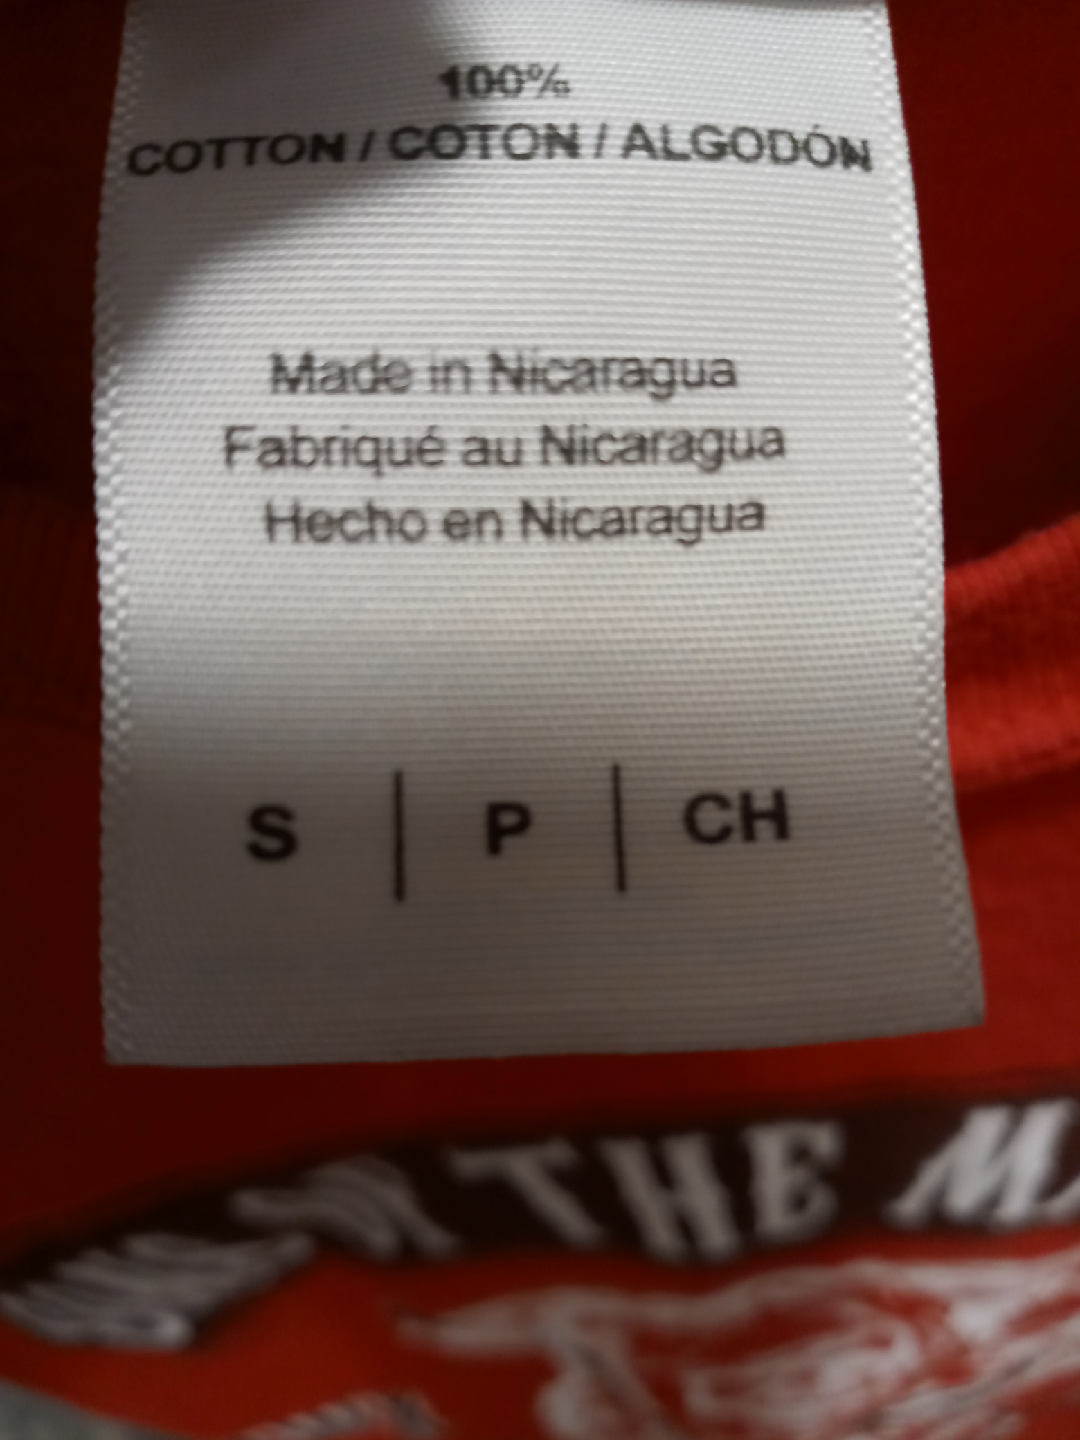 100%
COTTON / COTON / ALGODÓN
Made in Nicaragua
Fabriqué au Nicaragua
Hecho en Nicaragua
S | P | CH
THE